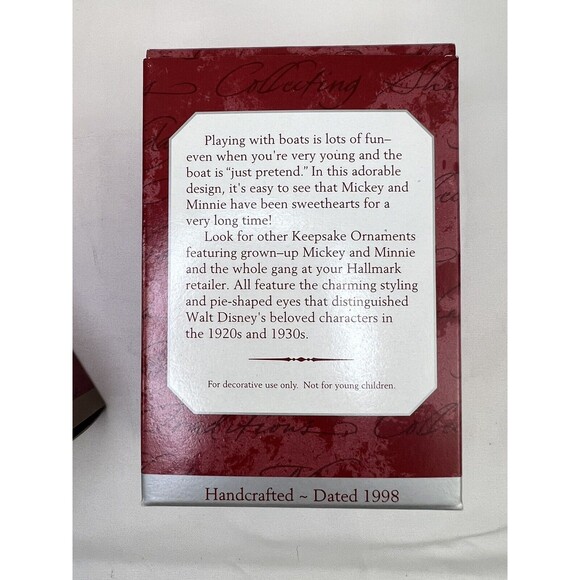 Collecting
Playing with boats is lots of fun–
even when you're very young and the
boat is "just pretend." In this adorable
design, it's easy to see that Mickey and
Minnie have been sweethearts for a
very long time!
Look for other Keepsake Ornaments
featuring grown–up Mickey and Minnie
and the whole gang at your Hallmark
retailer. All feature the charming styling
and pie-shaped eyes that distinguished
Walt Disney's beloved characters in
the 1920s and 1930s.
For decorative use only. Not for young children.
Handcrafted ~ Dated 1998